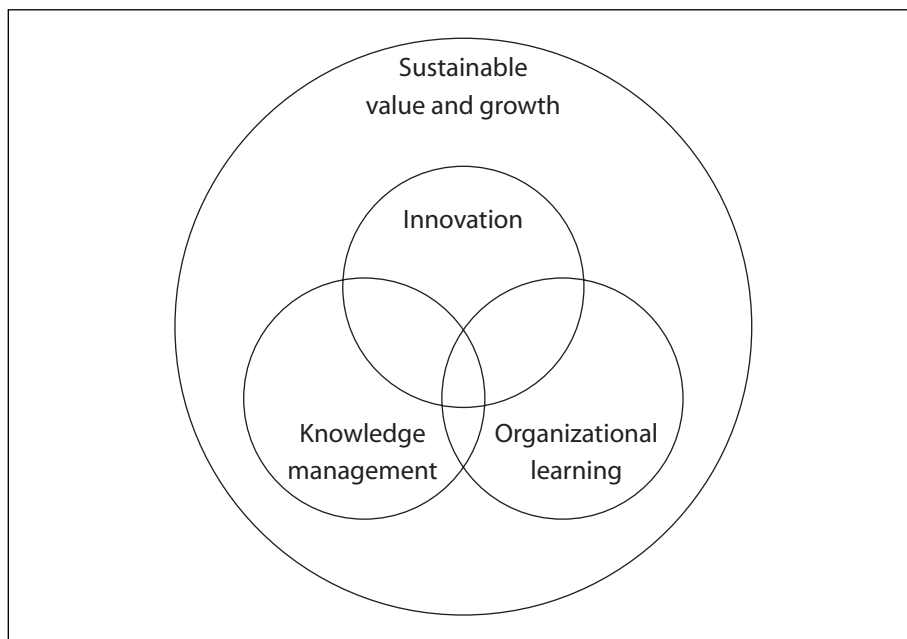 Sustainable
value and growth
Innovation
Knowledge
management
Organizational
learning